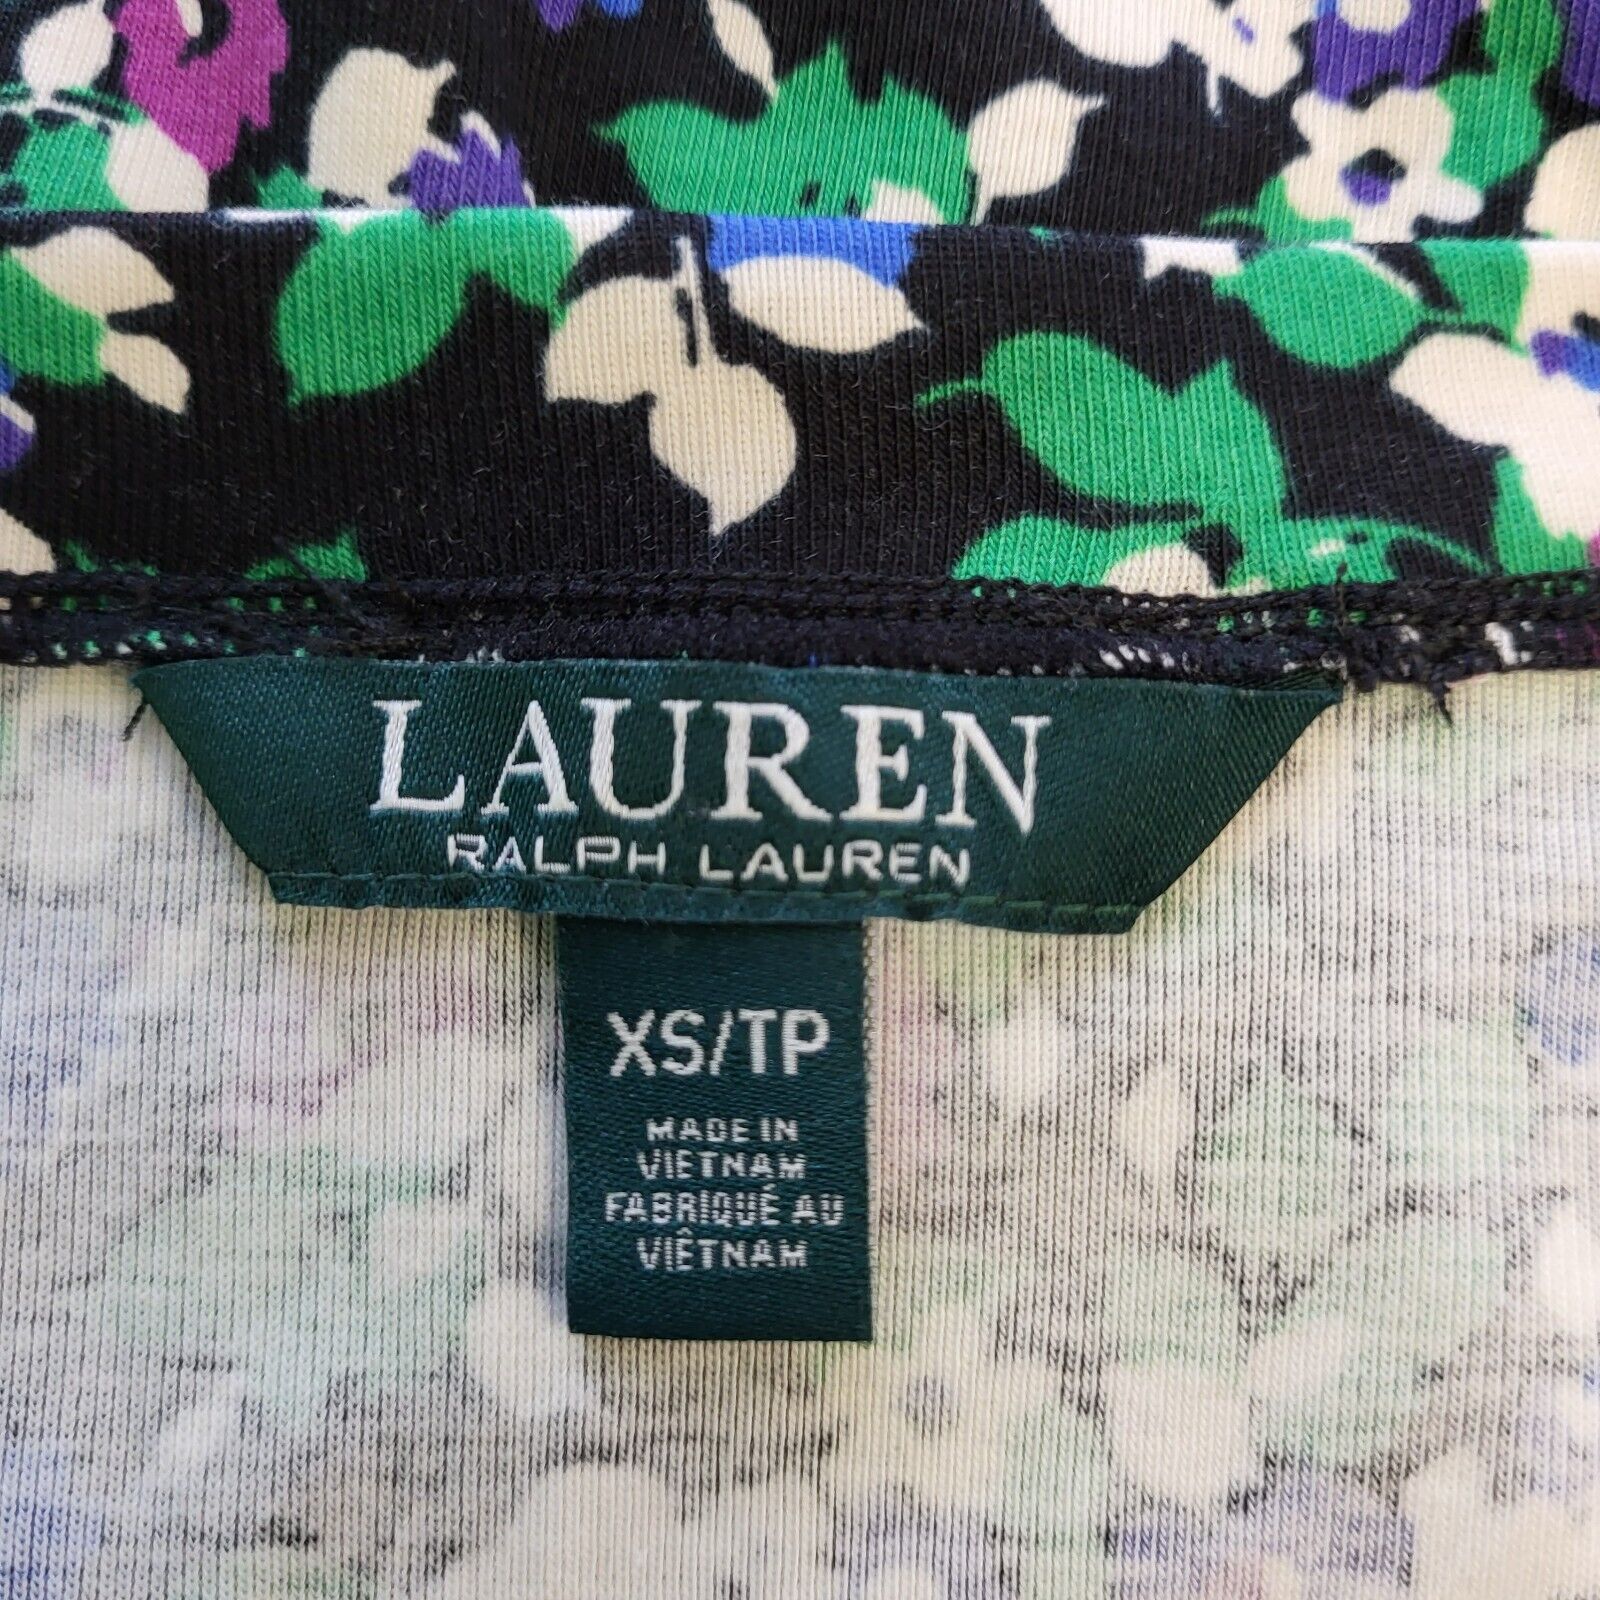 LAUREN
RALPH LAUREN
XS/TP
MADE IN
VIETNAM
FABRIQUÉ AU
VIÊTNAM